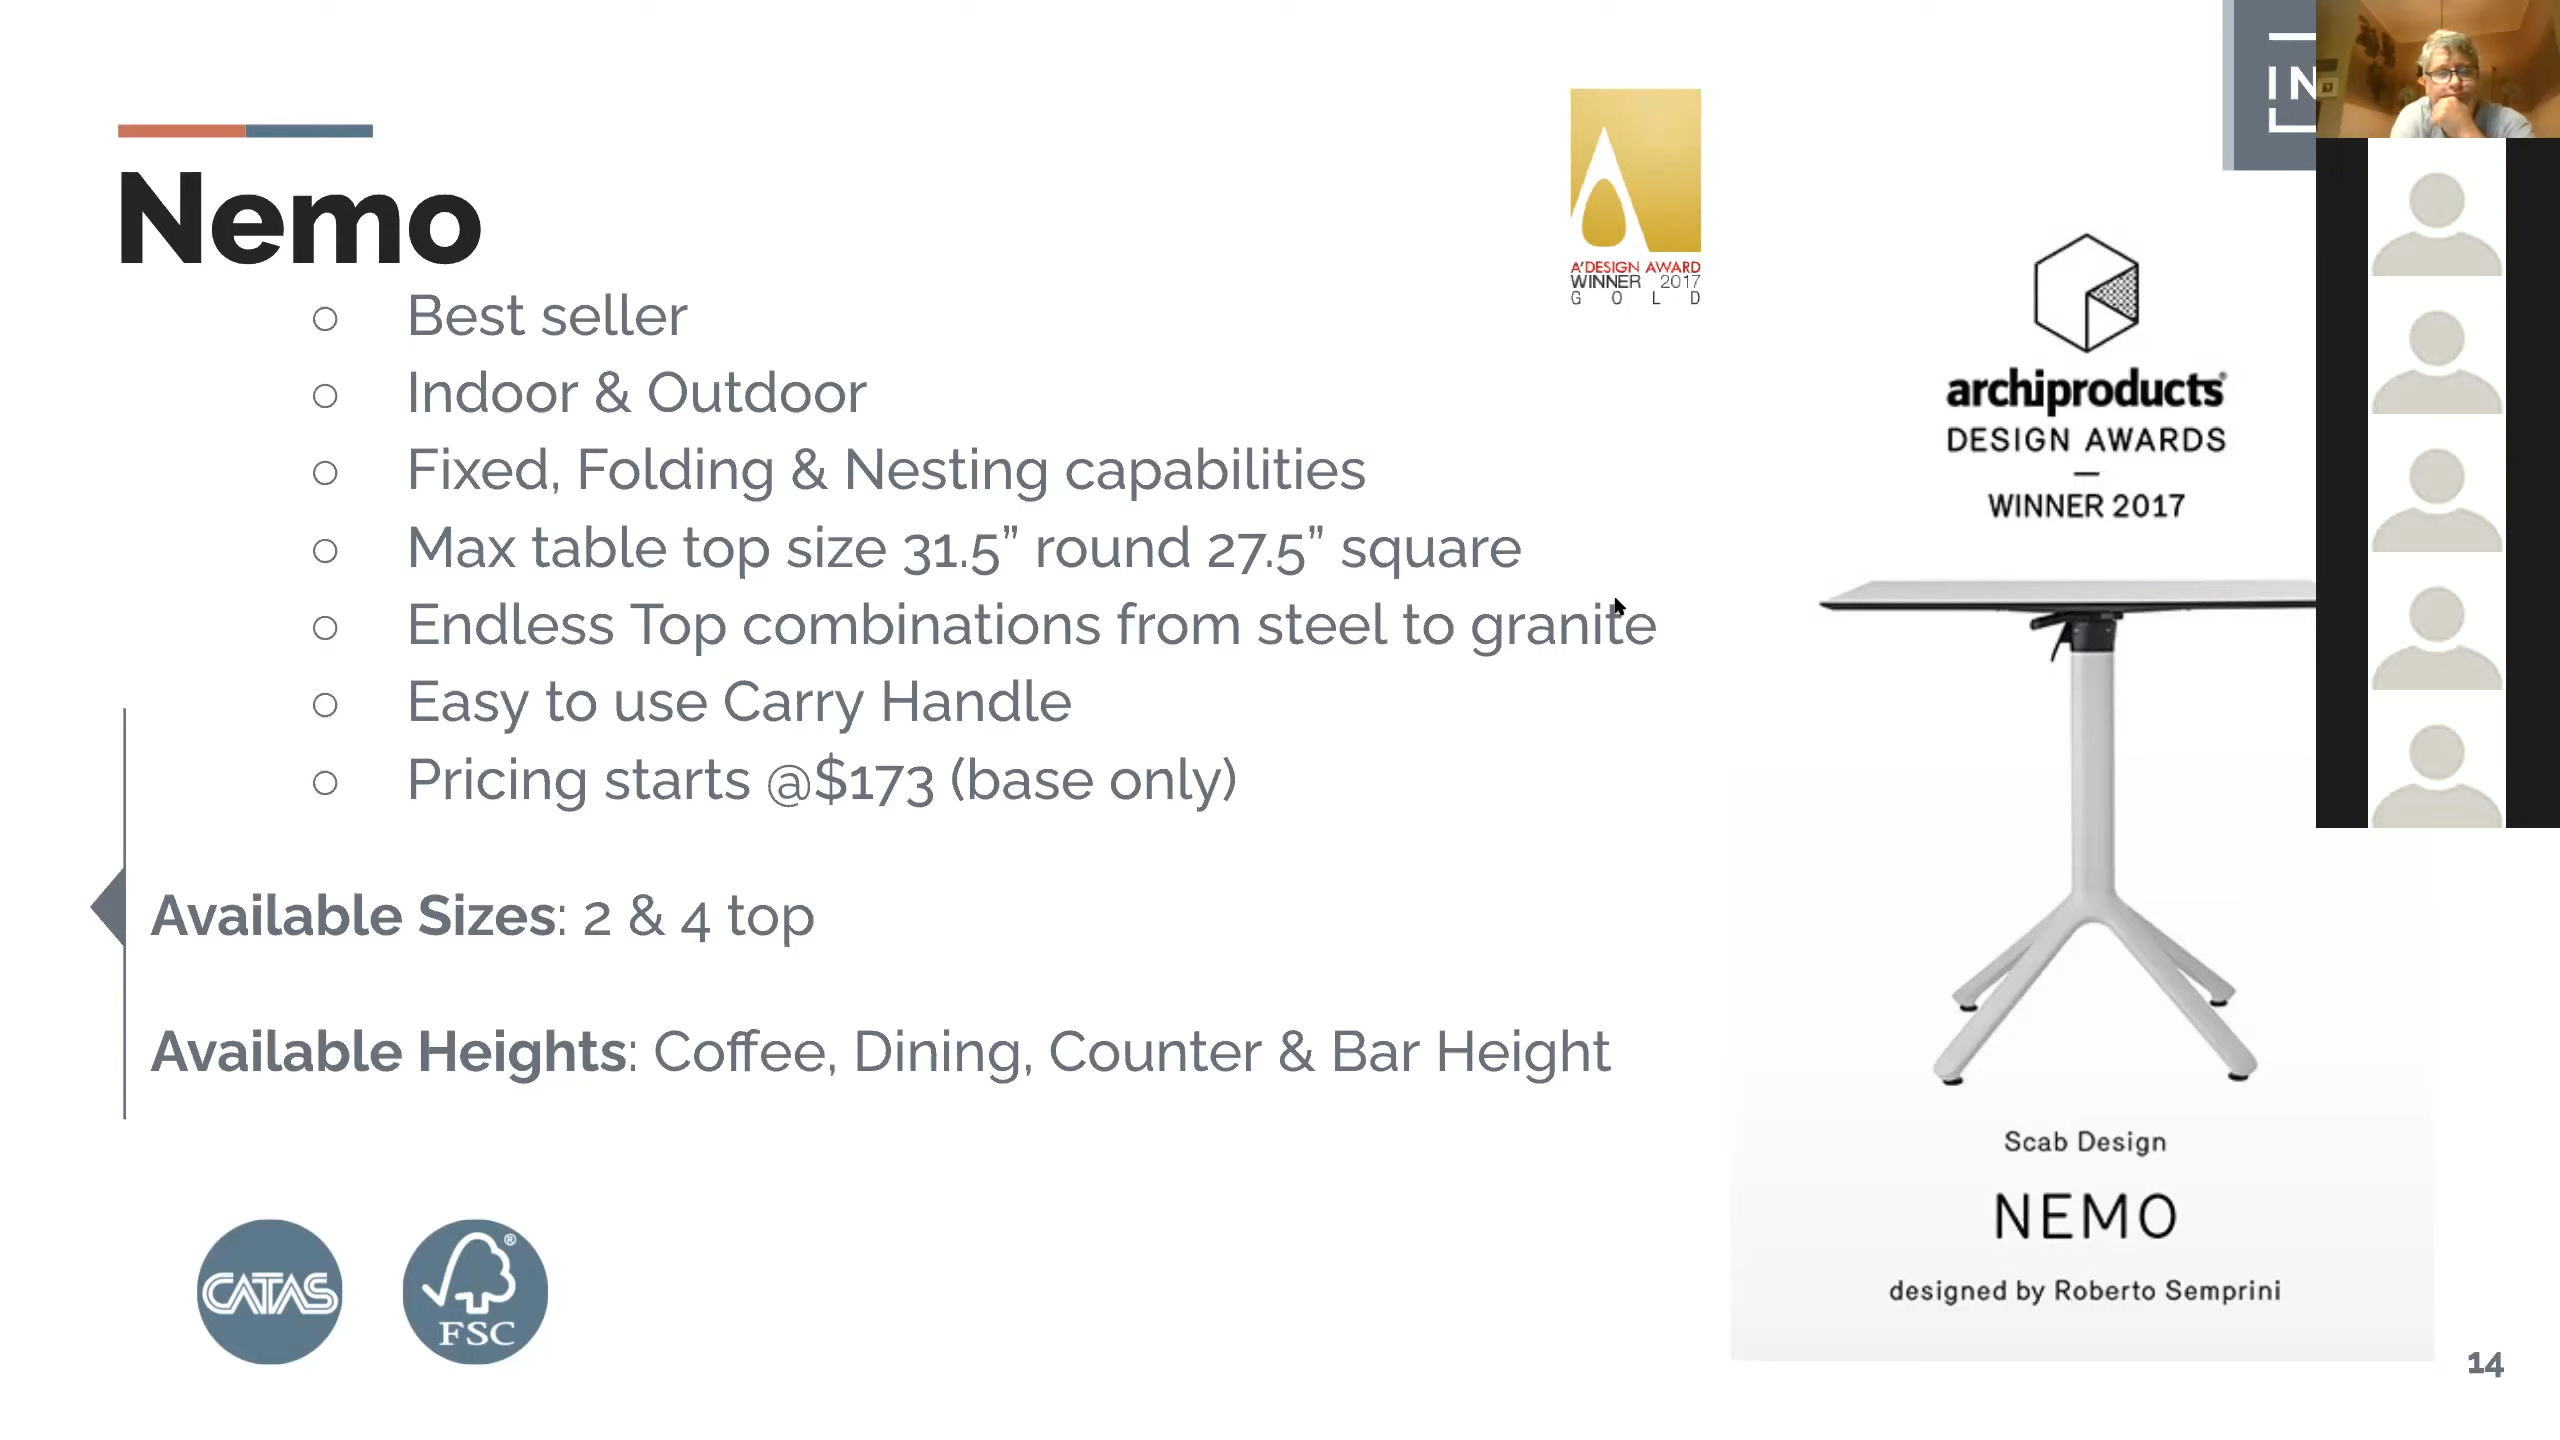 Nemo
Best seller
Indoor & Outdoor
Fixed, Folding & Nesting capabilities
Max table top size 31.5” round 27.5” square
Endless Top combinations from steel to granite
Easy to use Carry Handle
Pricing starts @$173 (base only)
Available Sizes: 2 & 4 top
Available Heights: Coffee, Dining, Counter & Bar Height
CATAS
®
FSC
A'DESIGN AWARD
WINNER 2017
GOLD
IN
archiproducts®
DESIGN AWARDS
—
WINNER 2017
Scab Design
NEMO
designed by Roberto Semprini
14